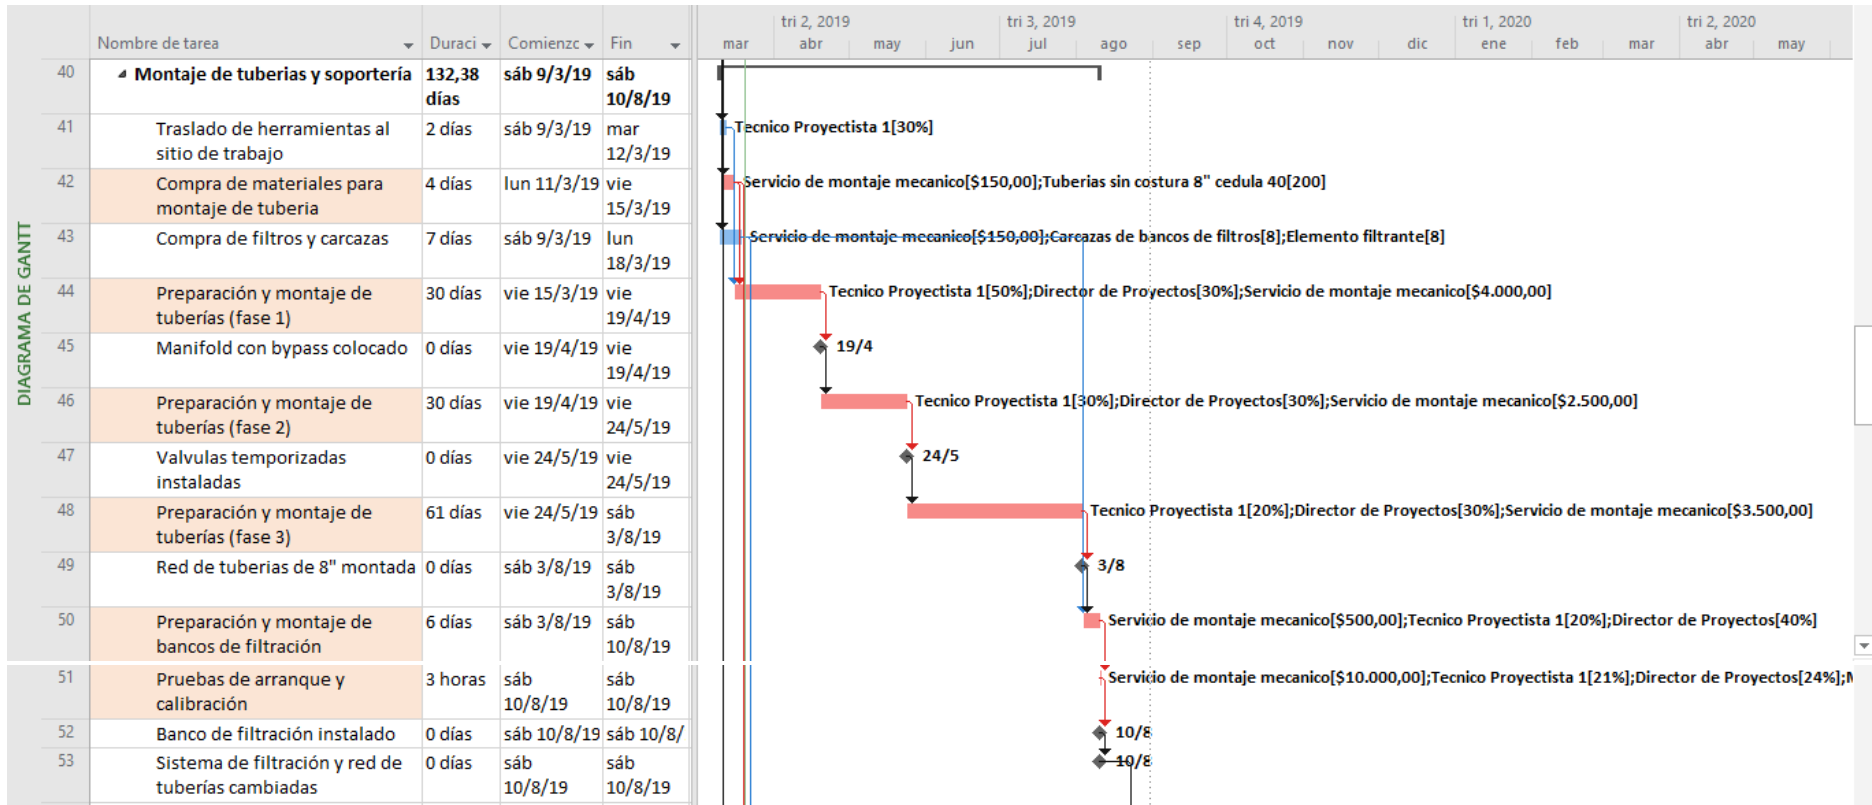 tri 2, 2019 tri 3, 2019 tri 4, 2019 tri 1, 2020 tri 2, 2020
Nombre de tarea Duraci Comienzc Fin mar abr may jun jul ago sep oct nov dic ene feb mar abr may
DIAGRAMA DE GANTT
40 Montaje de tuberias y soportería 132,38 sáb 9/3/19 sáb
días 10/8/19
41 Traslado de herramientas al 2 días sáb 9/3/19 mar Tecnico Proyectista 1[30%]
sitio de trabajo 12/3/19
42 Compra de materiales para 4 días lun 11/3/19 vie Servicio de montaje mecanico[$150,00];Tuberias sin costura 8" cedula 40[200]
montaje de tuberia 15/3/19
43 Compra de filtros y carcazas 7 días sáb 9/3/19 lun Servicio de montaje mecanico[$150,00];Carcazas de bancos de filtros[8];Elemento filtrante[8]
18/3/19
44 Preparación y montaje de 30 días vie 15/3/19 vie Tecnico Proyectista 1[50%];Director de Proyectos[30%];Servicio de montaje mecanico[$4.000,00]
tuberías (fase 1) 19/4/19
45 Manifold con bypass colocado 0 días vie 19/4/19 vie 19/4
19/4/19
46 Preparación y montaje de 30 días vie 19/4/19 vie Tecnico Proyectista 1[30%];Director de Proyectos[30%];Servicio de montaje mecanico[$2.500,00]
tuberías (fase 2) 24/5/19
47 Valvulas temporizadas 0 días vie 24/5/19 vie 24/5
instaladas 24/5/19
48 Preparación y montaje de 61 días vie 24/5/19 sáb Tecnico Proyectista 1[20%];Director de Proyectos[30%];Servicio de montaje mecanico[$3.500,00]
tuberías (fase 3) 3/8/19
49 Red de tuberias de 8" montada 0 días sáb 3/8/19 sáb 3/8
3/8/19
50 Preparación y montaje de 6 días sáb 3/8/19 sáb Servicio de montaje mecanico[$500,00];Tecnico Proyectista 1[20%];Director de Proyectos[40%]
bancos de filtración 10/8/19
51 Pruebas de arranque y 3 horas sáb sáb Servicio de montaje mecanico[$10.000,00];Tecnico Proyectista 1[21%];Director de Proyectos[24%];
calibración 10/8/19 10/8/19
52 Banco de filtración instalado 0 días sáb 10/8/19 sáb 10/8/ 10/8
53 Sistema de filtración y red de 0 días sáb sáb 10/8
tuberías cambiadas 10/8/19 10/8/19